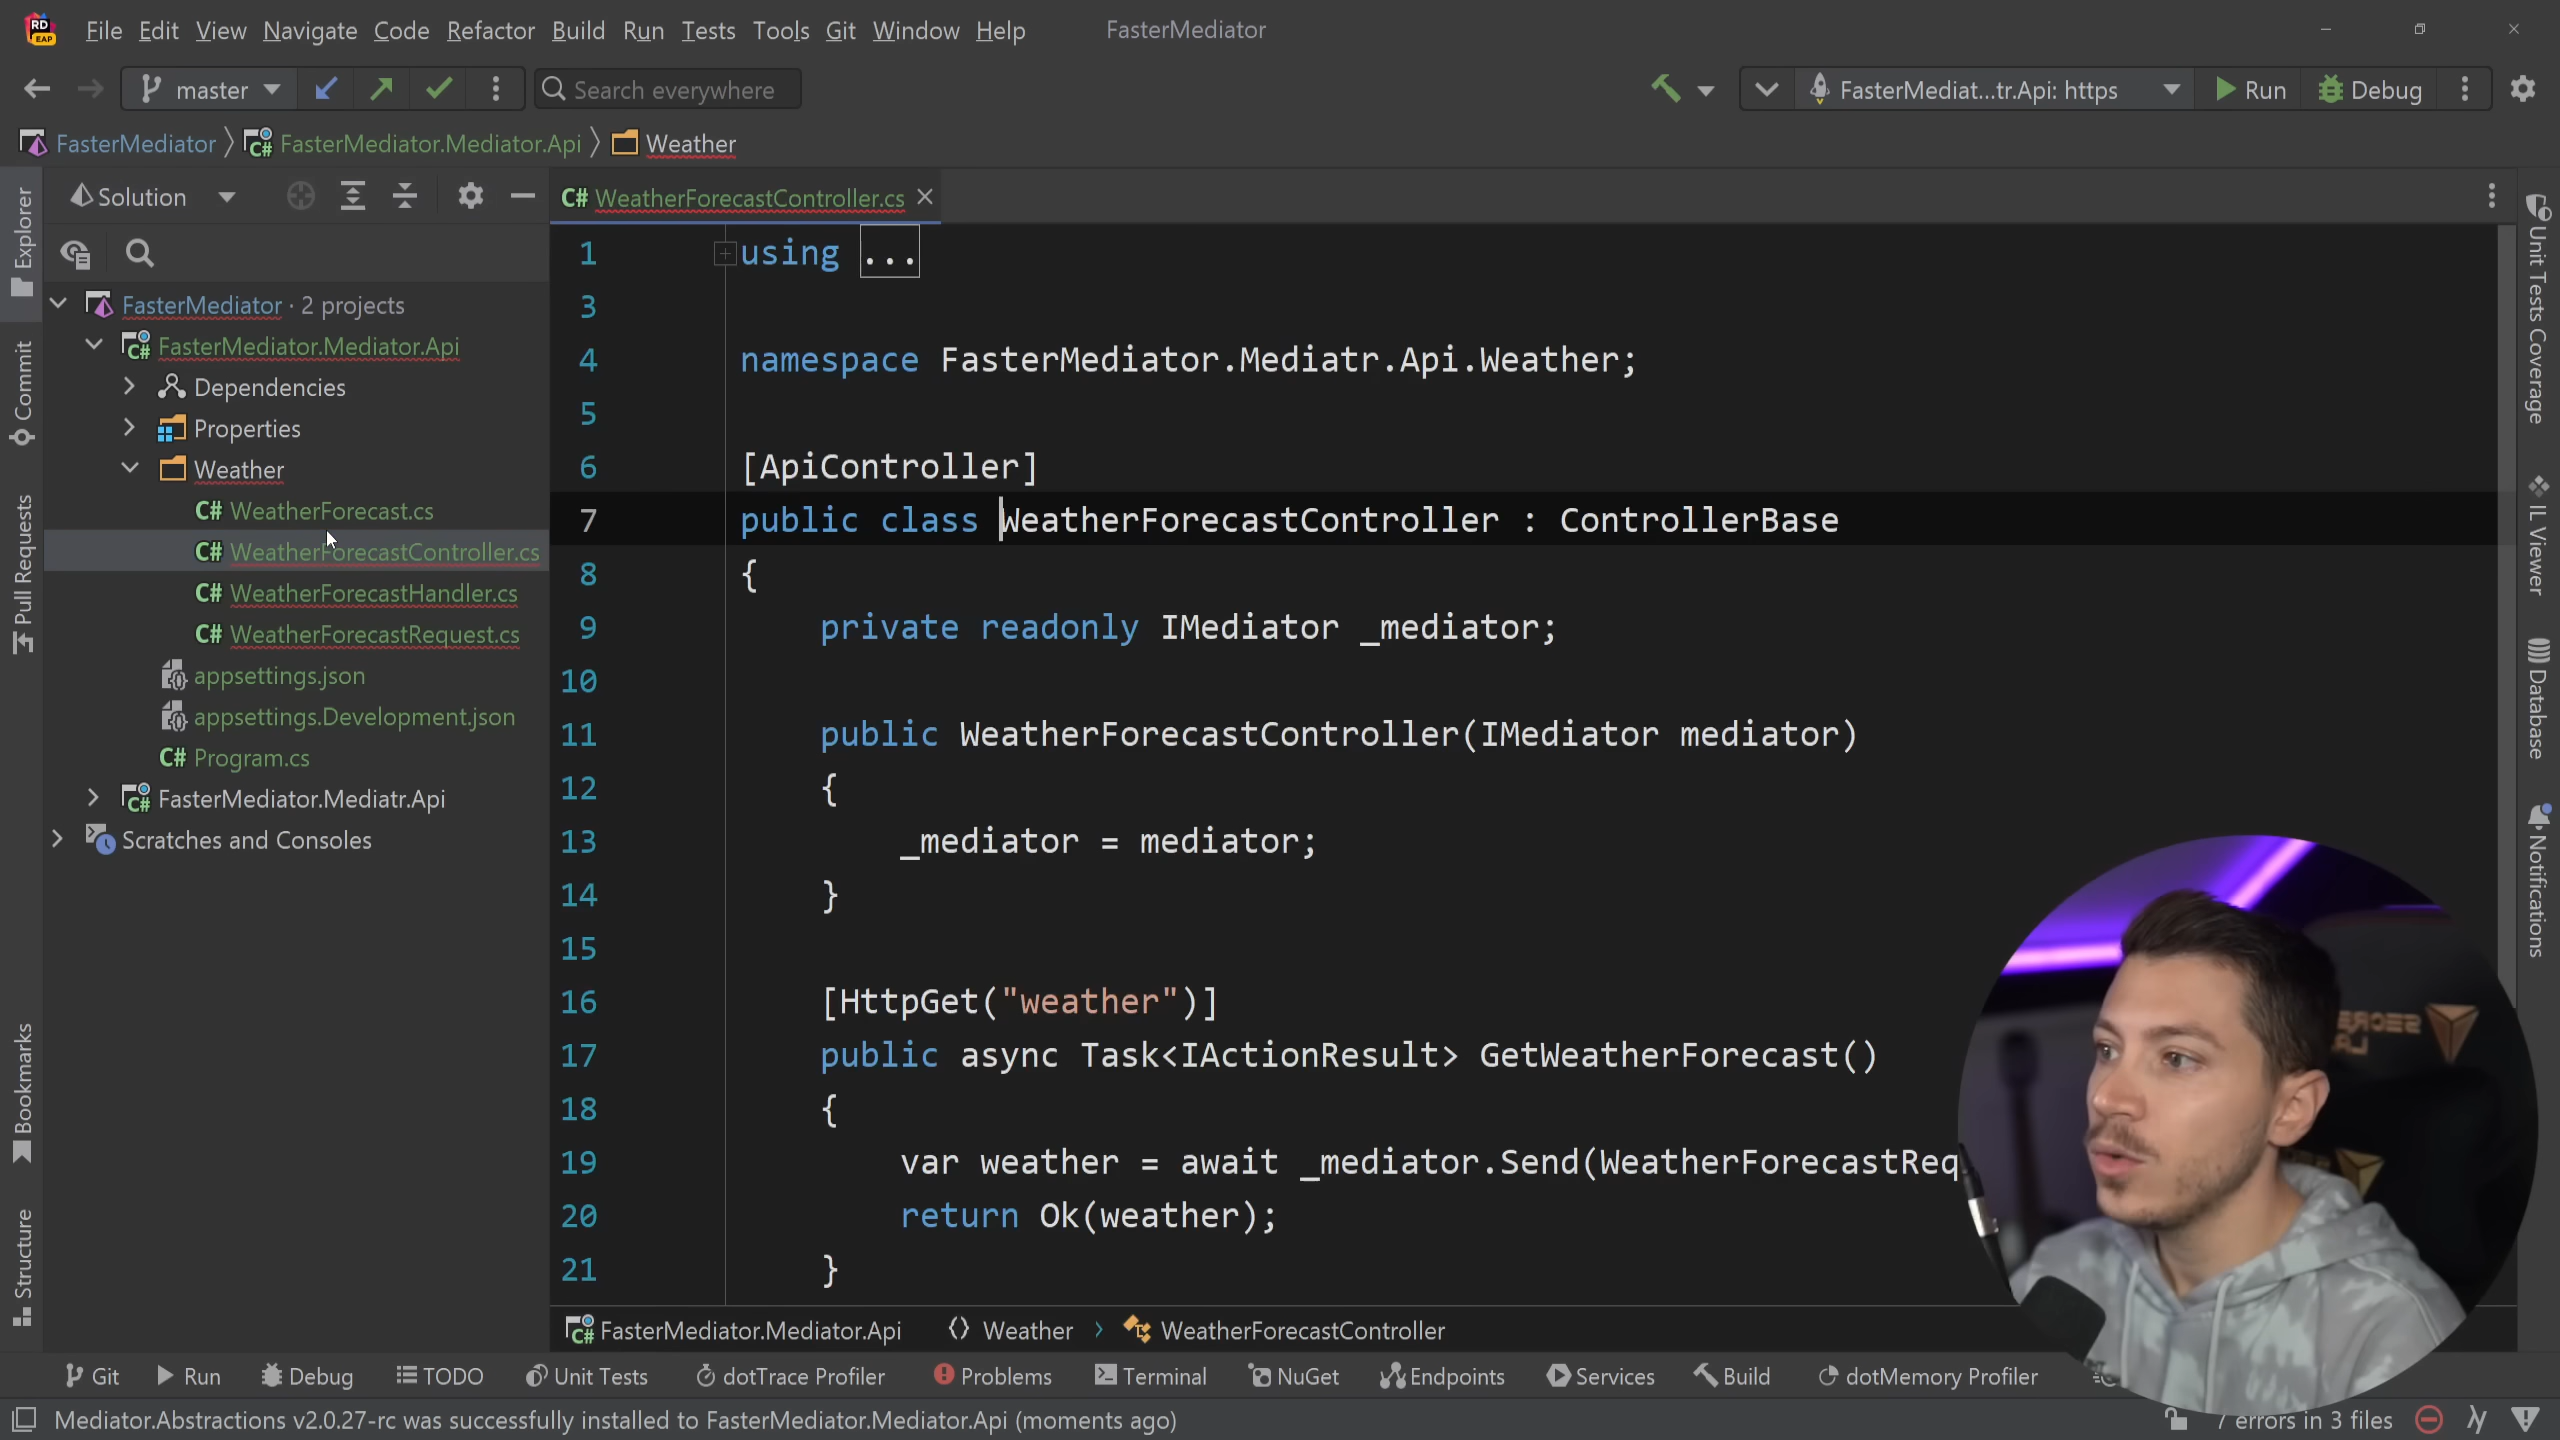 File Edit View Navigate Code Refactor Build Run Tests Tools Git Window Help FasterMediator
master Search everywhere FasterMediat...tr.Api: https Run Debug
FasterMediator FasterMediator.Mediator.Api Weather
Solution
WeatherForecastController.cs
FasterMediator · 2 projects
FasterMediator.Mediator.Api
Dependencies
Properties
Weather
C# WeatherForecast.cs
C# WeatherForecastController.cs
C# WeatherForecastHandler.cs
C# WeatherForecastRequest.cs
appsettings.json
appsettings.Development.json
C# Program.cs
FasterMediator.Mediatr.Api
Scratches and Consoles
Explorer
Commit
Pull Requests
Bookmarks
Structure
1 using ...
3
4 namespace FasterMediator.Mediatr.Api.Weather;
5
6 [ApiController]
7 public class WeatherForecastController : ControllerBase
8 {
9 private readonly IMediator _mediator;
10
11 public WeatherForecastController(IMediator mediator)
12 {
13 _mediator = mediator;
14 }
15
16 [HttpGet("weather")]
17 public async Task<IActionResult> GetWeatherForecast()
18 {
19 var weather = await _mediator.Send(WeatherForecastReq
20 return Ok(weather);
21 }
Unit Tests Coverage
IL Viewer
Database
Notifications
FasterMediator.Mediator.Api Weather WeatherForecastController
Git Run Debug TODO Unit Tests dotTrace Profiler Problems Terminal NuGet Endpoints Services Build dotMemory Profiler
Mediator.Abstractions v2.0.27-rc was successfully installed to FasterMediator.Mediator.Api (moments ago) 7 errors in 3 files